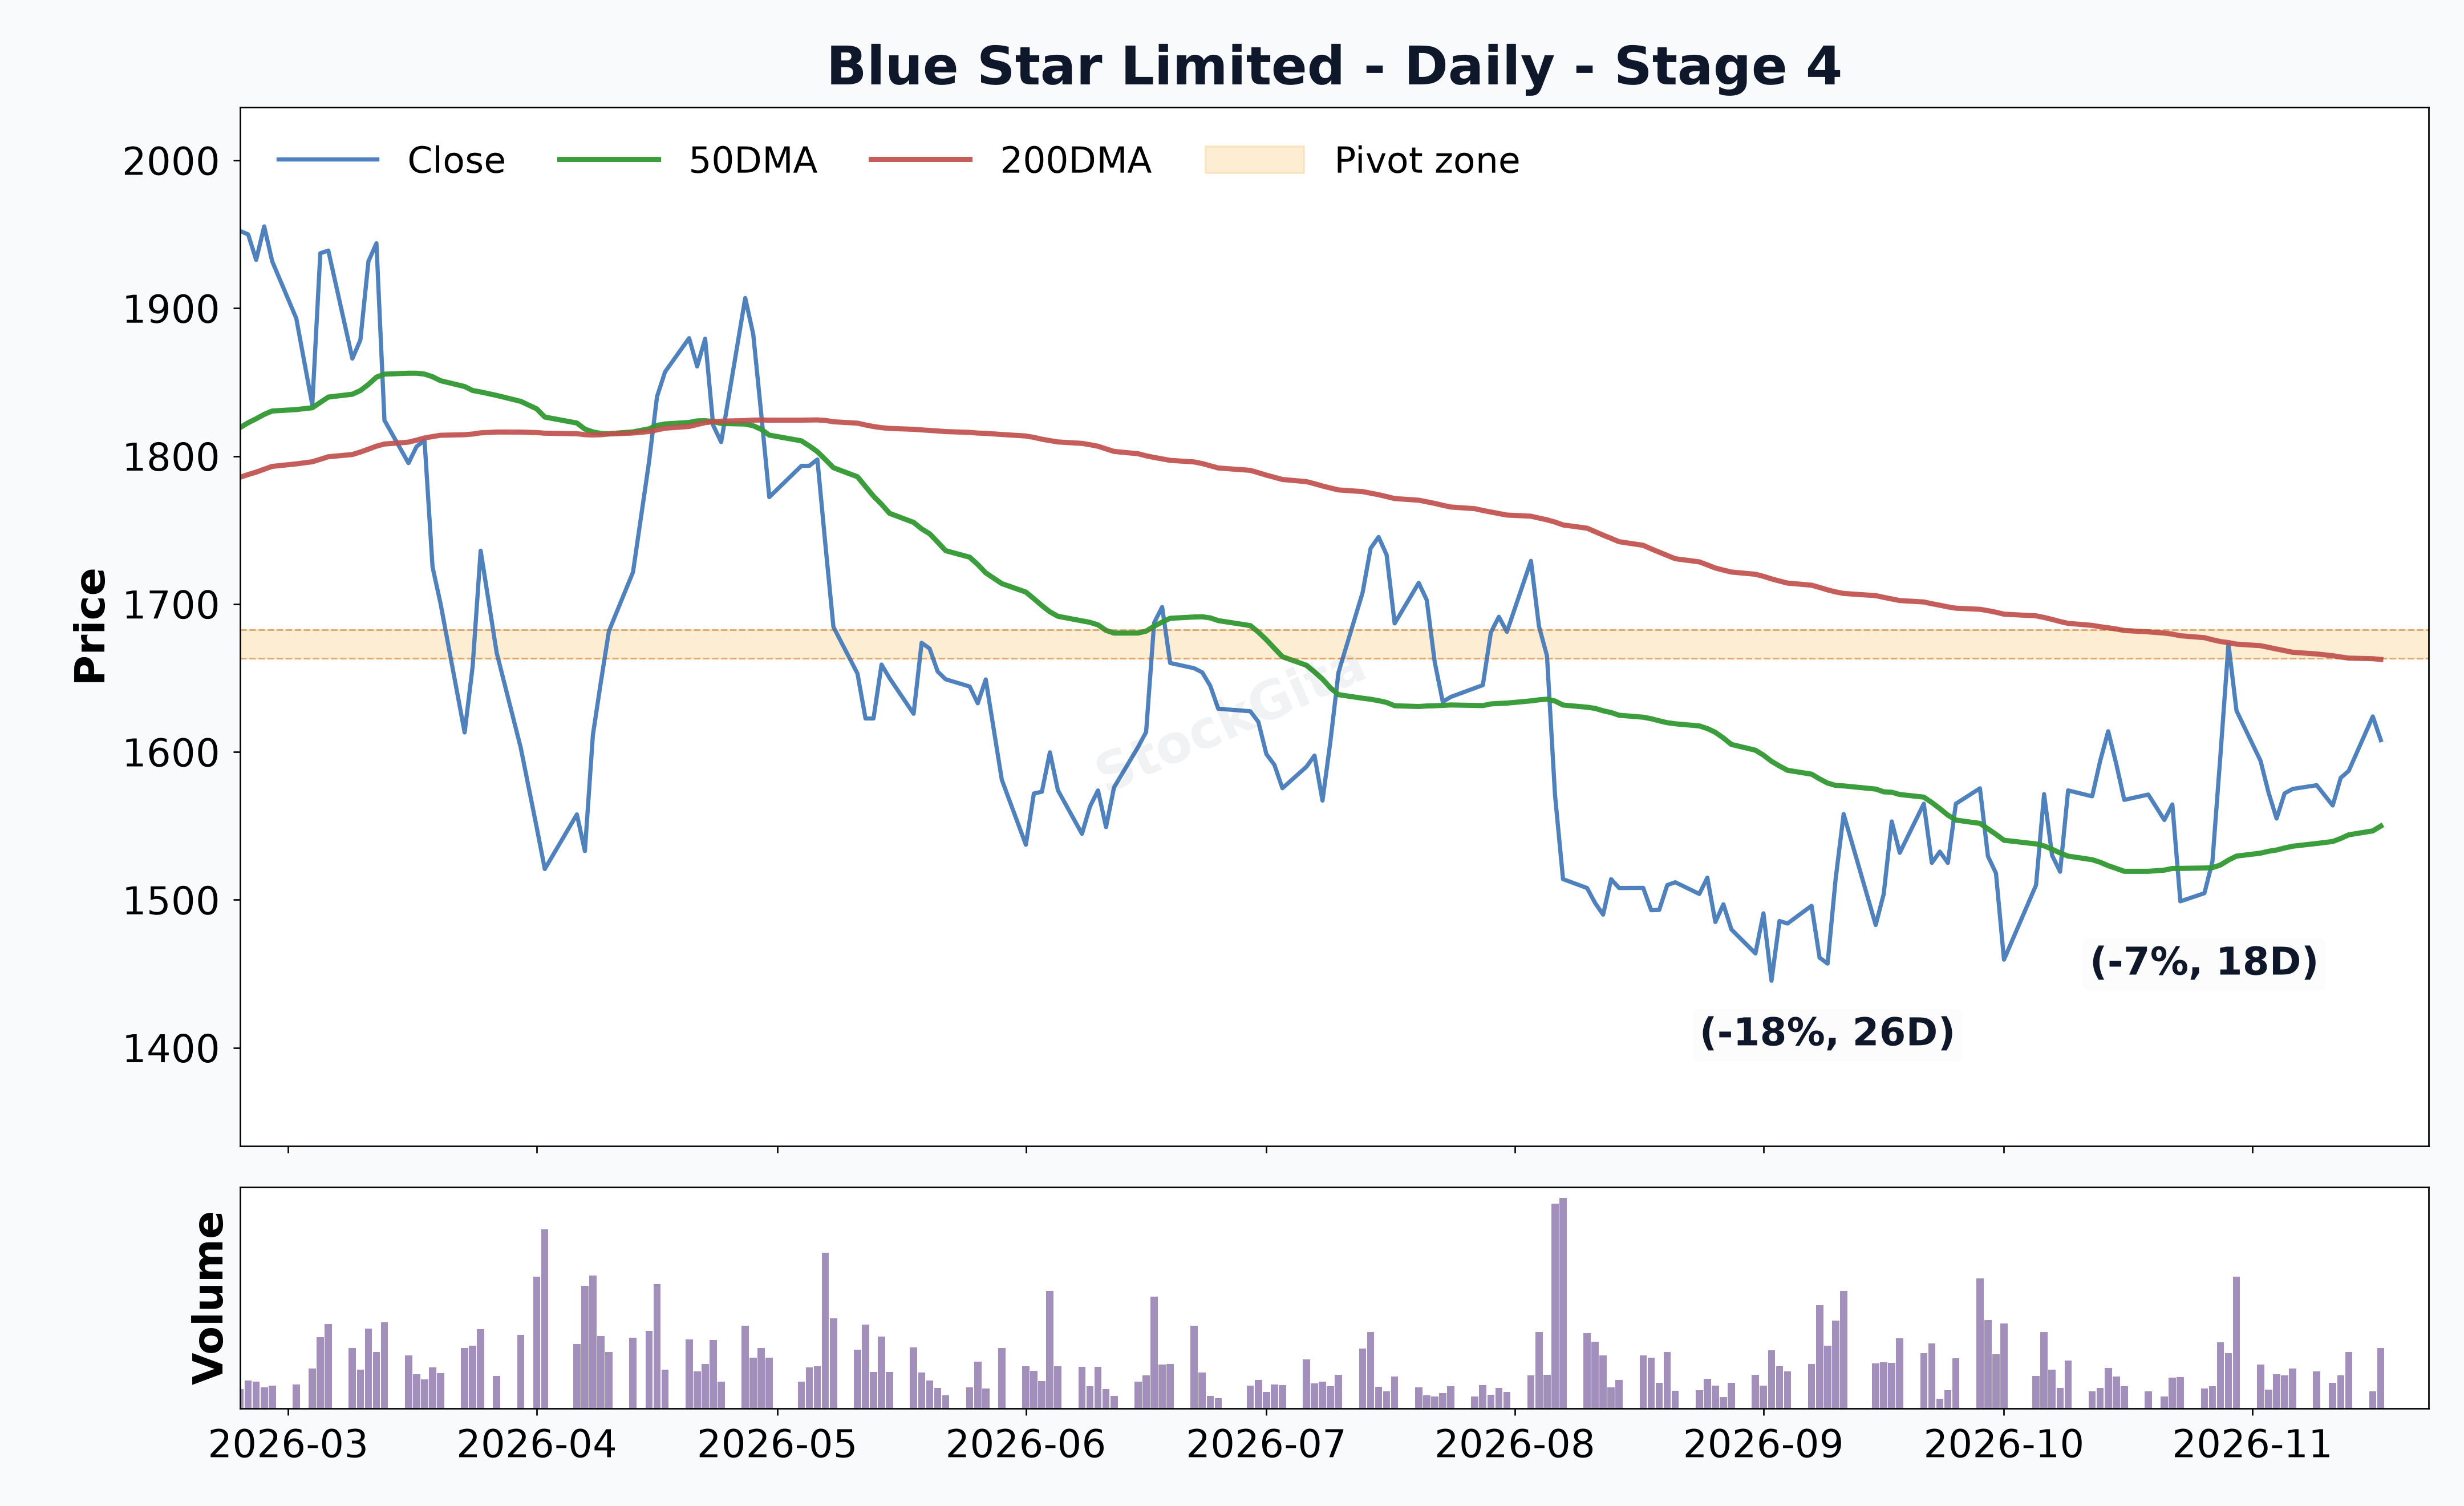 Blue Star Limited - Daily - Stage 4
Close 50DMA 200DMA Pivot zone
2000
1900
1800
1700
1600
1500
1400
Price
StockGita
(-7%, 18D)
(-18%, 26D)
Volume
2026-03 2026-04 2026-05 2026-06 2026-07 2026-08 2026-09 2026-10 2026-11